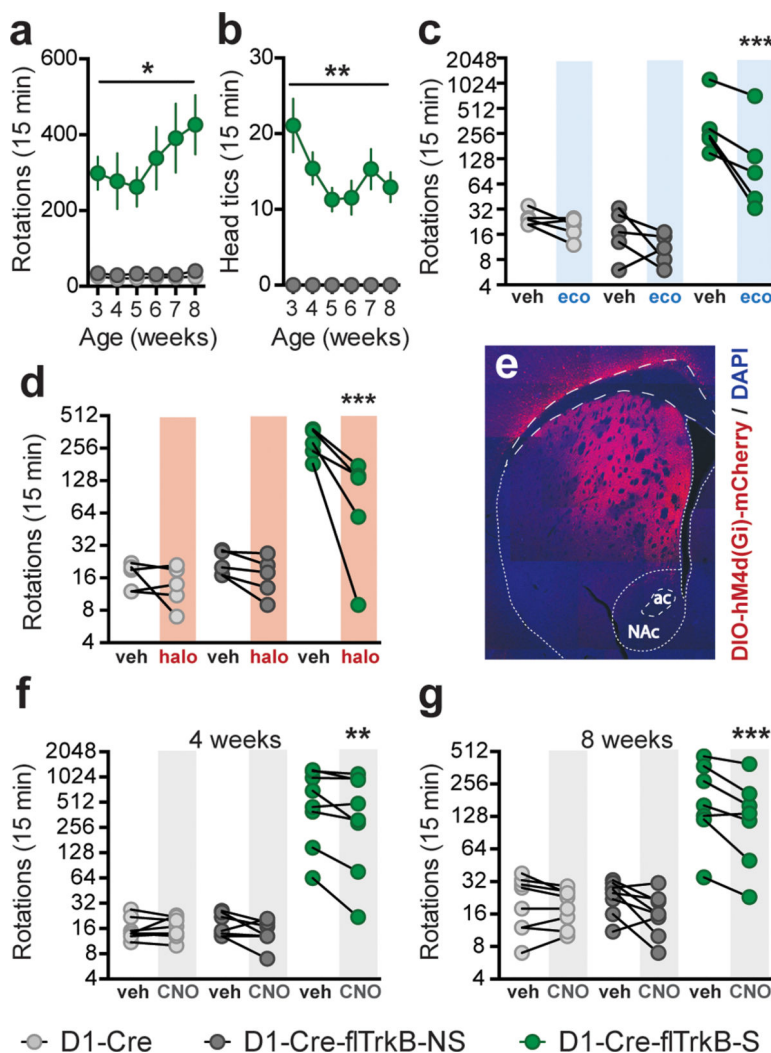 a
Rotations (15 min)
600
400
200
0
*
3 4 5 6 7 8
Age (weeks)
b
Head tics (15 min)
30
20
10
0
**
3 4 5 6 7 8
Age (weeks)
c
Rotations (15 min)
2048
1024
512
256
128
64
32
16
8
4
***
veh eco veh eco veh eco
d
Rotations (15 min)
512
256
128
64
32
16
8
4
***
veh halo veh halo veh halo
e
ac
NAc
DIO-hM4d(Gi)-mCherry / DAPI
f
4 weeks
Rotations (15 min)
2048
1024
512
256
128
64
32
16
8
4
**
veh CNO veh CNO veh CNO
g
8 weeks
Rotations (15 min)
512
256
128
64
32
16
8
4
***
veh CNO veh CNO veh CNO
D1-Cre D1-Cre-flTrkB-NS D1-Cre-flTrkB-S